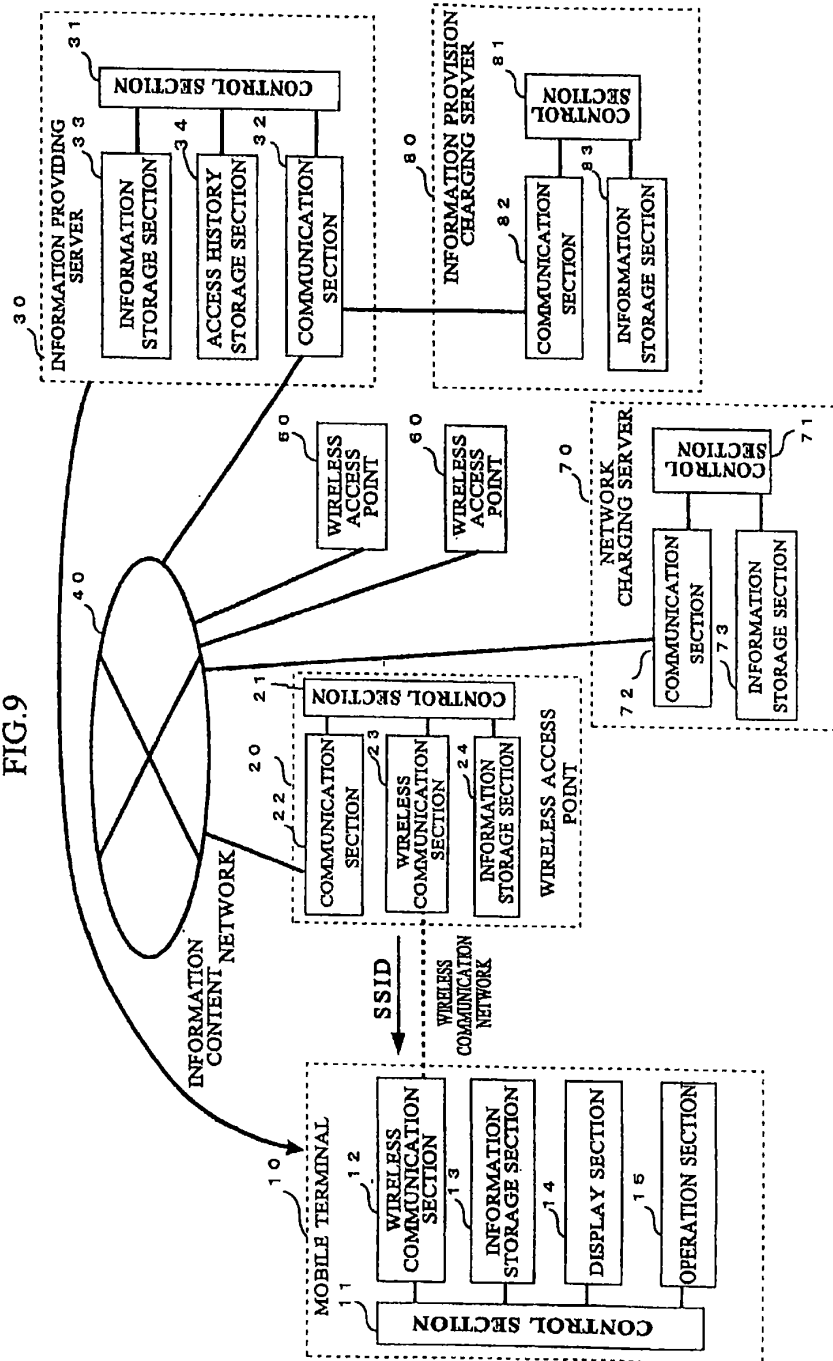 FIG.9
10
MOBILE TERMINAL
11
CONTROL SECTION
12
WIRELESS
COMMUNICATION
SECTION
13
INFORMATION
STORAGE SECTION
14
DISPLAY SECTION
15
OPERATION SECTION
INFORMATION
CONTENT
SSID
WIRELESS
COMMUNICATION
NETWORK
NETWORK
40
20
22
COMMUNICATION
SECTION
21
CONTROL SECTION
23
WIRELESS
COMMUNICATION
SECTION
24
INFORMATION
STORAGE SECTION
WIRELESS ACCESS
POINT
50
WIRELESS
ACCESS
POINT
60
WIRELESS
ACCESS
POINT
70
NETWORK
CHARGING SERVER
72
COMMUNICATION
SECTION
71
CONTROL
SECTION
73
INFORMATION
STORAGE SECTION
30
INFORMATION PROVIDING
SERVER
33
INFORMATION
STORAGE SECTION
31
CONTROL SECTION
34
ACCESS HISTORY
STORAGE SECTION
32
COMMUNICATION
SECTION
80
INFORMATION PROVISION
CHARGING SERVER
82
COMMUNICATION
SECTION
81
CONTROL
SECTION
83
INFORMATION
STORAGE SECTION